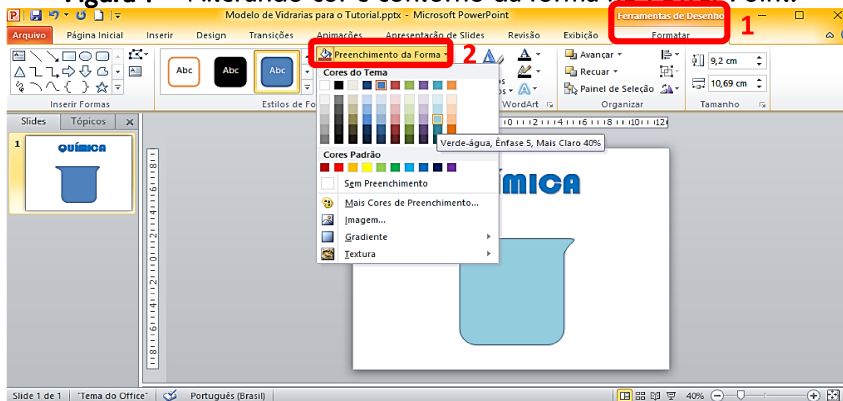 Modelo de Vidrarias para o Tutorial.pptx - Microsoft PowerPoint
Ferramentas de Desenho
Arquivo Página Inicial Inserir Design Transições Animações Apresentação de Slides Revisão Exibição Formatar
1
Abc Abc Abc
Preenchimento da Forma
2
Avançar
Recuar
Painel de Seleção
9,2 cm
10,69 cm
Inserir Formas
WordArt
Organizar
Tamanho
Cores do Tema
Verde-água, Ênfase 5, Mais Claro 40%
Cores Padrão
Sem Preenchimento
Mais Cores de Preenchimento...
Imagem...
Gradiente
Textura
Slides Tópicos
1
QUÍMICA
Slide 1 de 1 "Tema do Office" Português (Brasil) 40%